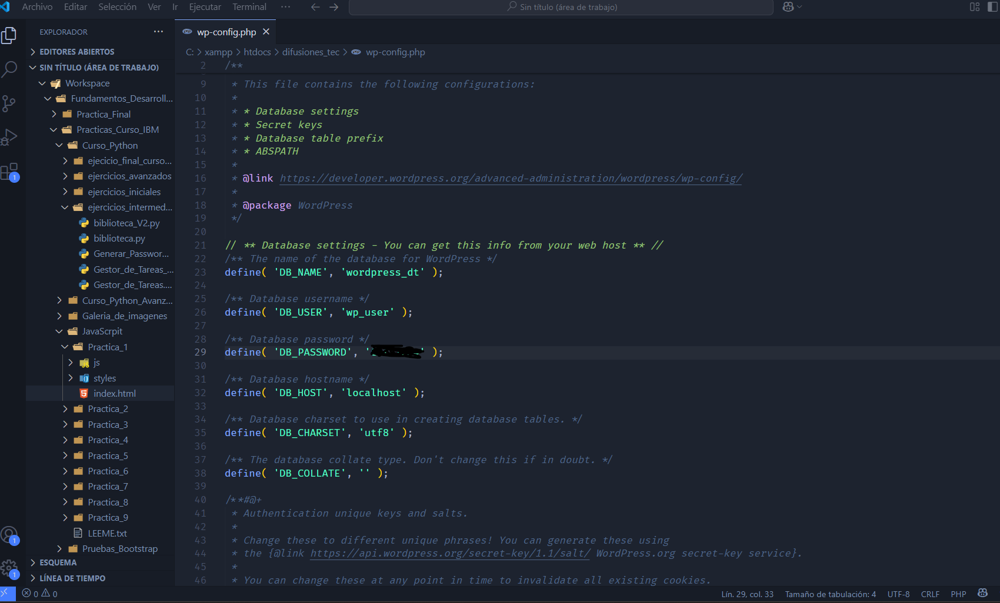 Archivo Editar Selección Ver Ir Ejecutar Terminal ··· Sin título (área de trabajo)
EXPLORADOR ···
EDITORES ABIERTOS
SIN TÍTULO (ÁREA DE TRABAJO)
Workspace
Fundamentos_Desarroll...
Practica_Final
Practicas_Curso_IBM
Curso_Python
ejecicio_final_curso...
ejercicios_avanzados
ejercicios_iniciales
ejercicios_intermed...
biblioteca_V2.py
biblioteca.py
Generar_Passwor...
Gestor_de_Tareas_...
Gestor_de_Tareas....
Curso_Python_Avanz...
Galeria_de_imagenes
JavaScrpit
Practica_1
js
styles
index.html
Practica_2
Practica_3
Practica_4
Practica_5
Practica_6
Practica_7
Practica_8
Practica_9
LEEME.txt
Pruebas_Bootstrap
ESQUEMA
LÍNEA DE TIEMPO
1
1
1
wp-config.php
C: > xampp > htdocs > difusiones_tec > wp-config.php
2 /**
9 * This file contains the following configurations:
10 *
11 * * Database settings
12 * * Secret keys
13 * * Database table prefix
14 * * ABSPATH
15 *
16 * @link https://developer.wordpress.org/advanced-administration/wordpress/wp-config/
17 *
18 * @package WordPress
19 */
20
21 // ** Database settings - You can get this info from your web host ** //
22 /** The name of the database for WordPress */
23 define( 'DB_NAME', 'wordpress_dt' );
24
25 /** Database username */
26 define( 'DB_USER', 'wp_user' );
27
28 /** Database password */
29 define( 'DB_PASSWORD', ' ' );
30
31 /** Database hostname */
32 define( 'DB_HOST', 'localhost' );
33
34 /** Database charset to use in creating database tables. */
35 define( 'DB_CHARSET', 'utf8' );
36
37 /** The database collate type. Don't change this if in doubt. */
38 define( 'DB_COLLATE', '' );
39
40 /**#@+
41 * Authentication unique keys and salts.
42 *
43 * Change these to different unique phrases! You can generate these using
44 * the {@link https://api.wordpress.org/secret-key/1.1/salt/ WordPress.org secret-key service}.
45 *
46 * You can change these at any point in time to invalidate all existing cookies.
0 0 Lín. 29, col. 33 Tamaño de tabulación: 4 UTF-8 CRLF PHP